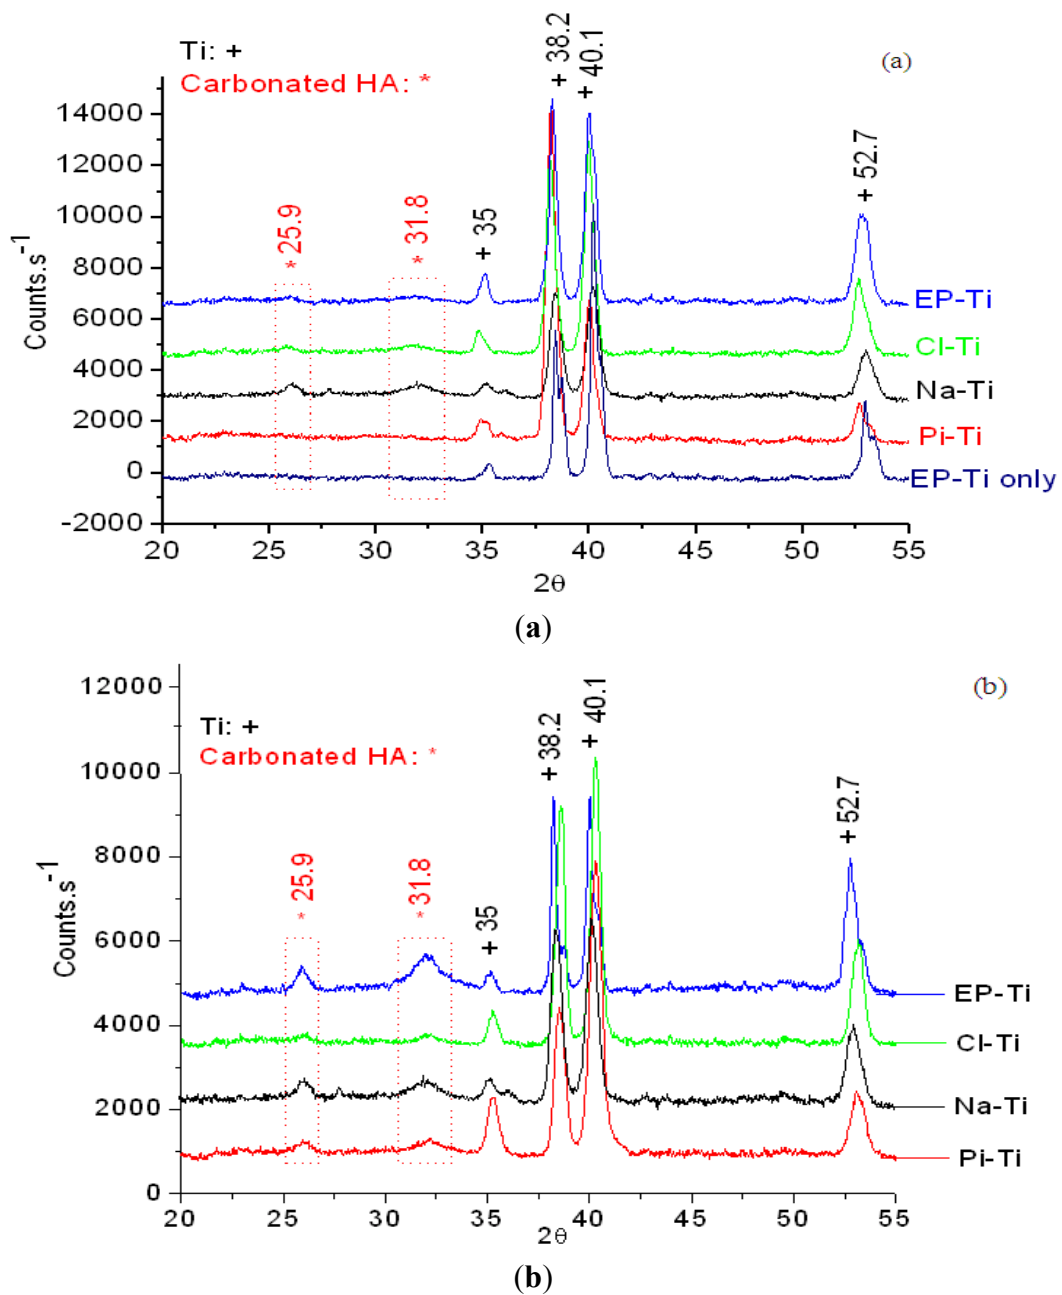 (a)
Ti: +
Carbonated HA: *
+ 38.2
+ 40.1
* 25.9
* 31.8
+ 35
+ 52.7
14000
12000
10000
8000
6000
4000
2000
0
-2000
Counts.s-1
EP-Ti
Cl-Ti
Na-Ti
Pi-Ti
EP-Ti only
20 25 30 35 40 45 50 55
2θ
(a)
(b)
Ti: +
Carbonated HA: *
+ 38.2
+ 40.1
* 25.9
* 31.8
+ 35
+ 52.7
12000
10000
8000
6000
4000
2000
0
Counts.s-1
EP-Ti
Cl-Ti
Na-Ti
Pi-Ti
20 25 30 35 40 45 50 55
2θ
(b)